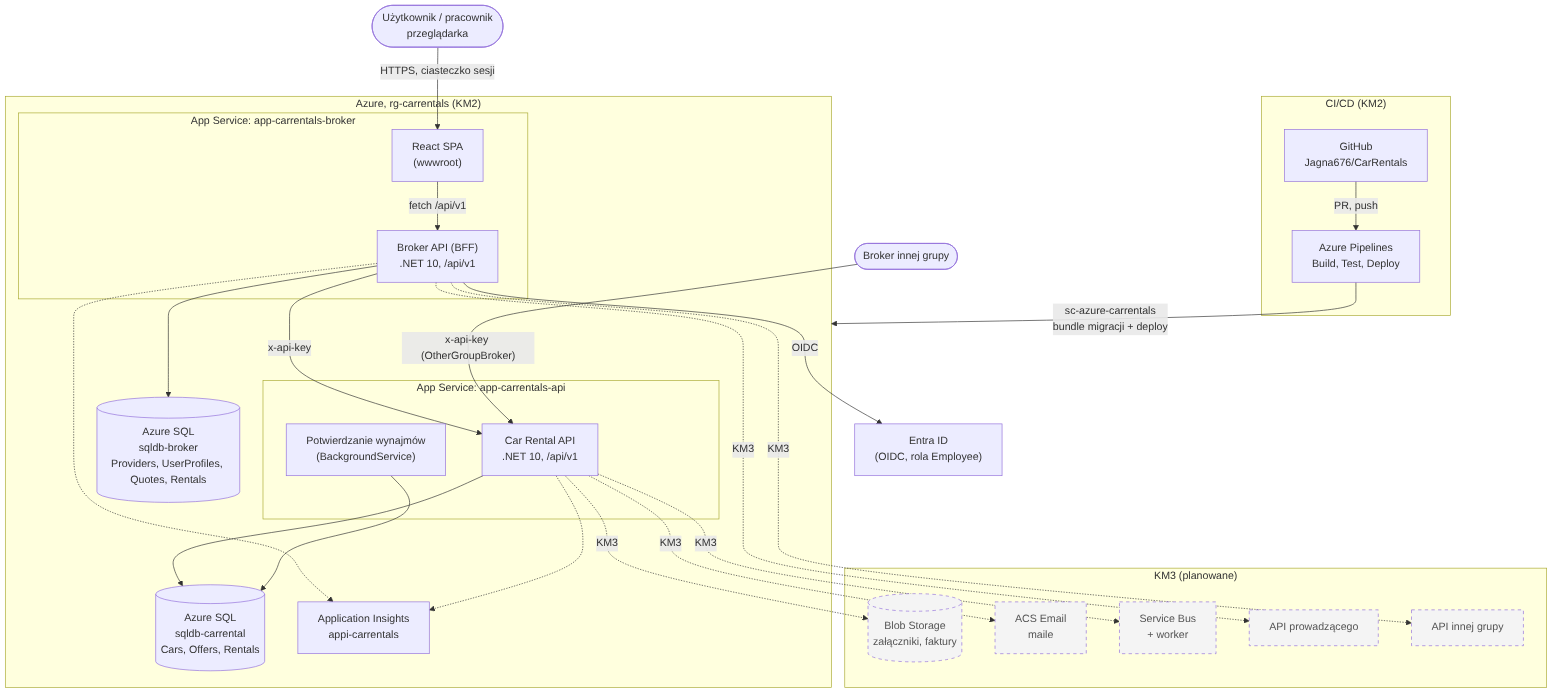 Użytkownik / pracownik
przeglądarka
HTTPS, ciasteczko sesji
Azure, rg-carrentals (KM2)
App Service: app-carrentals-broker
React SPA
(wwwroot)
fetch /api/v1
Broker API (BFF)
.NET 10, /api/v1
CI/CD (KM2)
GitHub
Jagna676/CarRentals
PR, push
Azure Pipelines
Build, Test, Deploy
sc-azure-carrentals
bundle migracji + deploy
Broker innej grupy
x-api-key
x-api-key
(OtherGroupBroker)
OIDC
App Service: app-carrentals-api
Potwierdzanie wynajmów
(BackgroundService)
Car Rental API
.NET 10, /api/v1
Azure SQL
sqldb-broker
Providers, UserProfiles,
Quotes, Rentals
KM3
KM3
Entra ID
(OIDC, rola Employee)
KM3
KM3
KM3
Azure SQL
sqldb-carrental
Cars, Offers, Rentals
Application Insights
appi-carrentals
KM3 (planowane)
Blob Storage
załączniki, faktury
ACS Email
maile
Service Bus
+ worker
API prowadzącego
API innej grupy